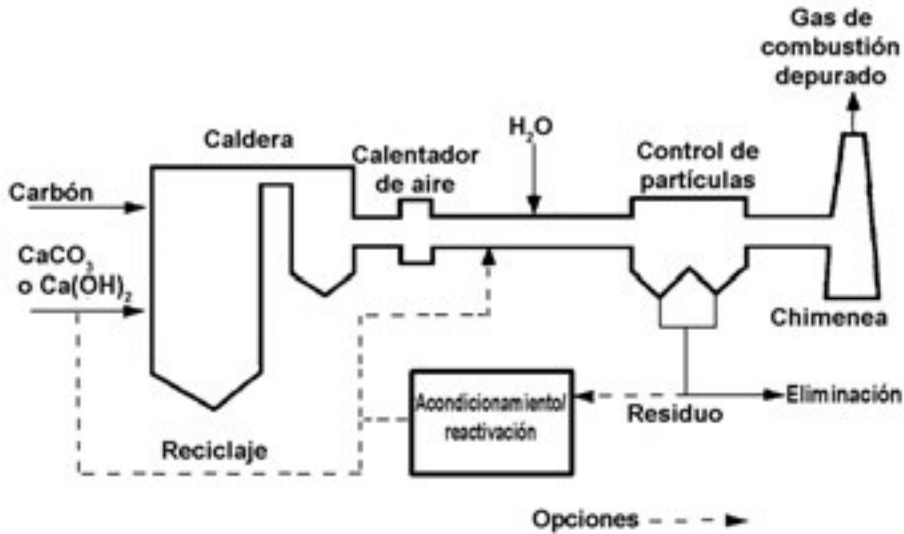 Gas de
combustión
depurado
H₂O
Caldera
Calentador
de aire
Control de
partículas
Carbón
CaCO₃
o Ca(OH)₂
Chimenea
Acondicionamiento/
reactivación
Residuo
Eliminación
Reciclaje
Opciones